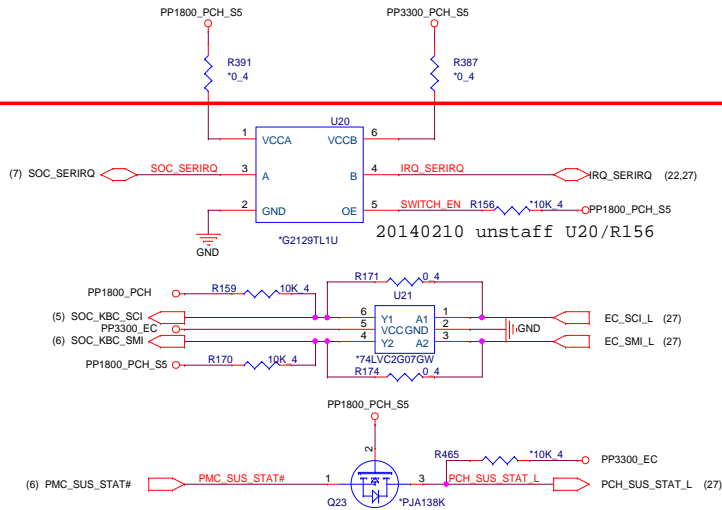 PP1800_PCH_S5 PP3300_PCH_S5
R391 R387
*0_4 *0_4
U20
1 VCCA VCCB 6
(7) SOC_SERIRQ SOC_SERIRQ 3 A B 4 IRQ_SERIRQ IRQ_SERIRQ (22,27)
2 GND OE 5 SWITCH_EN R156 *10K_4 PP1800_PCH_S5
GND *G2129TL1U 20140210 unstaff U20/R156
R171 0_4
PP1800_PCH R159 10K_4 U21
(5) SOC_KBC_SCI 6 Y1 A1 1 EC_SCI_L (27)
PP3300_EC 5 VCC GND 2 GND
(6) SOC_KBC_SMI 4 Y2 A2 3 EC_SMI_L (27)
PP1800_PCH_S5 R170 10K_4 *74LVC2G07GW
R174 0_4
PP1800_PCH_S5
2
R465 *10K_4 PP3300_EC
(6) PMC_SUS_STAT# PMC_SUS_STAT# 1 3 PCH_SUS_STAT_L PCH_SUS_STAT_L (27)
Q23 *PJA138K